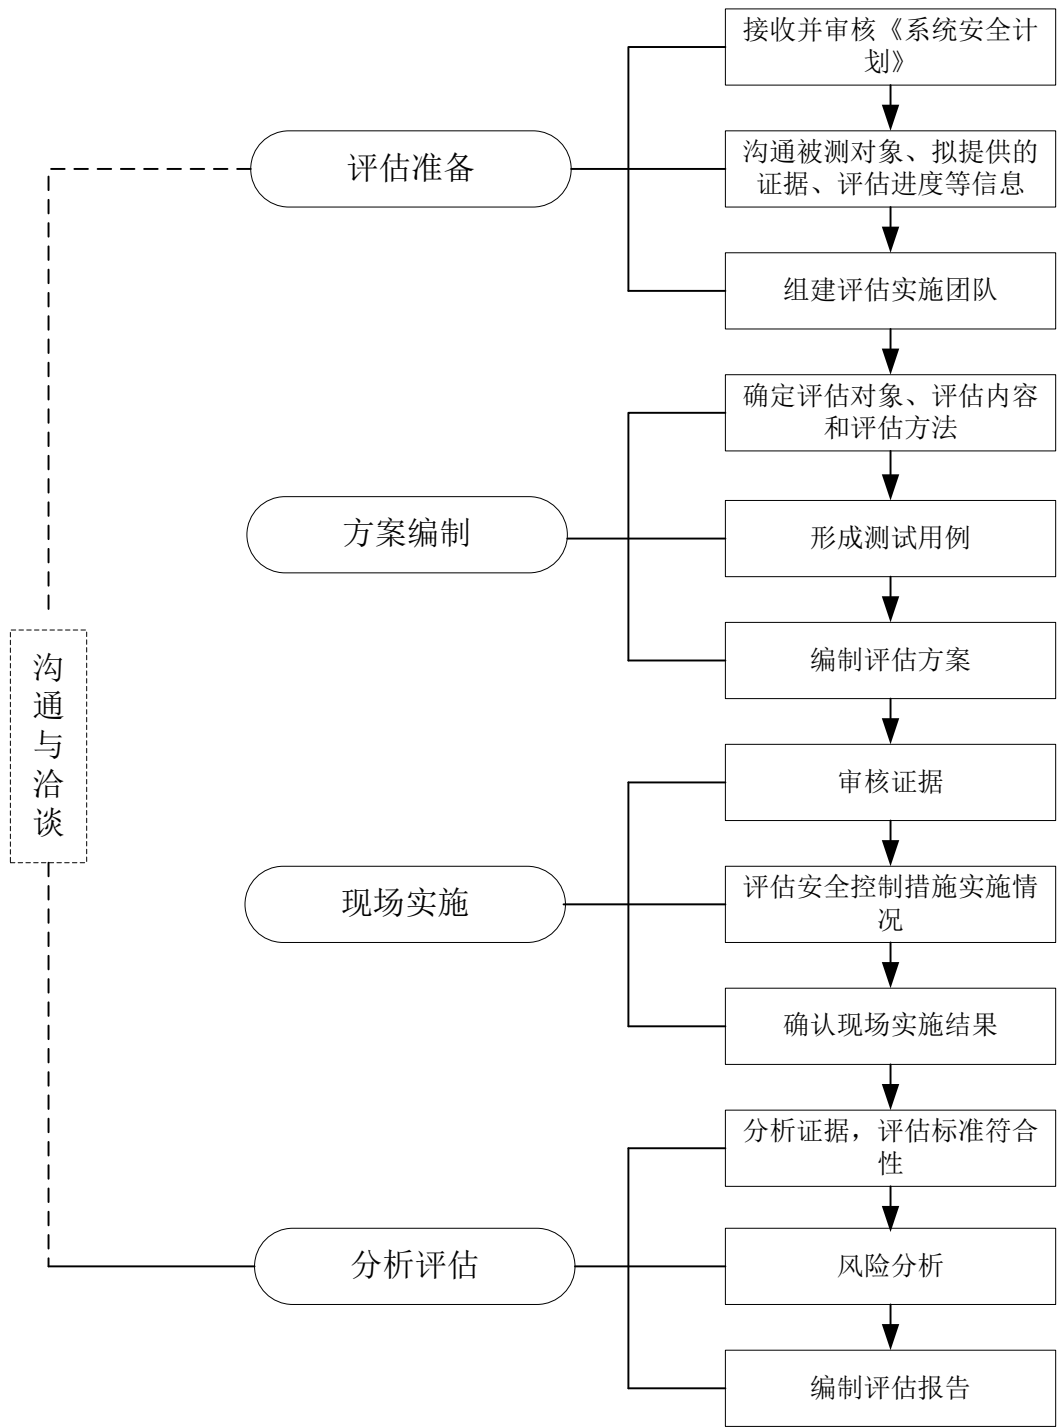 接收并审核《系统安全计
划》
评估准备
沟通被测对象、拟提供的
证据、评估进度等信息
组建评估实施团队
确定评估对象、评估内容
和评估方法
方案编制
形成测试用例
编制评估方案
沟通与洽谈
审核证据
现场实施
评估安全控制措施实施情
况
确认现场实施结果
分析证据，评估标准符合
性
分析评估
风险分析
编制评估报告